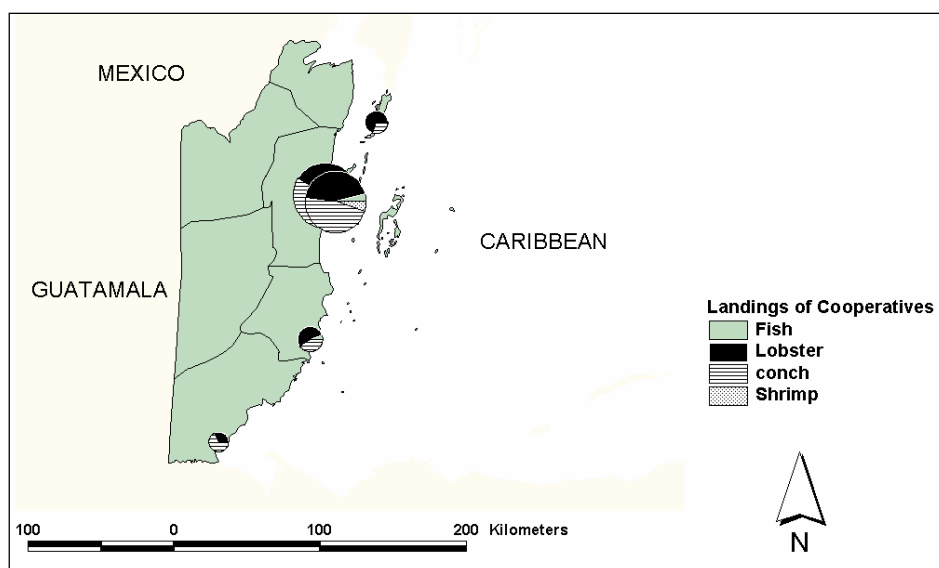 MEXICO
CARIBBEAN
GUATAMALA
Landings of Cooperatives
Fish
Lobster
conch
Shrimp
N
100 0 100 200 Kilometers